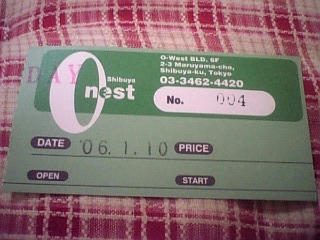 DAY
Shibuya
Onest
O-West BLD, 6F
2-3 Maruyama-cho,
Shibuya-ku, Tokyo
03-3462-4420
No. 004
DATE '06.1.10 PRICE
OPEN START